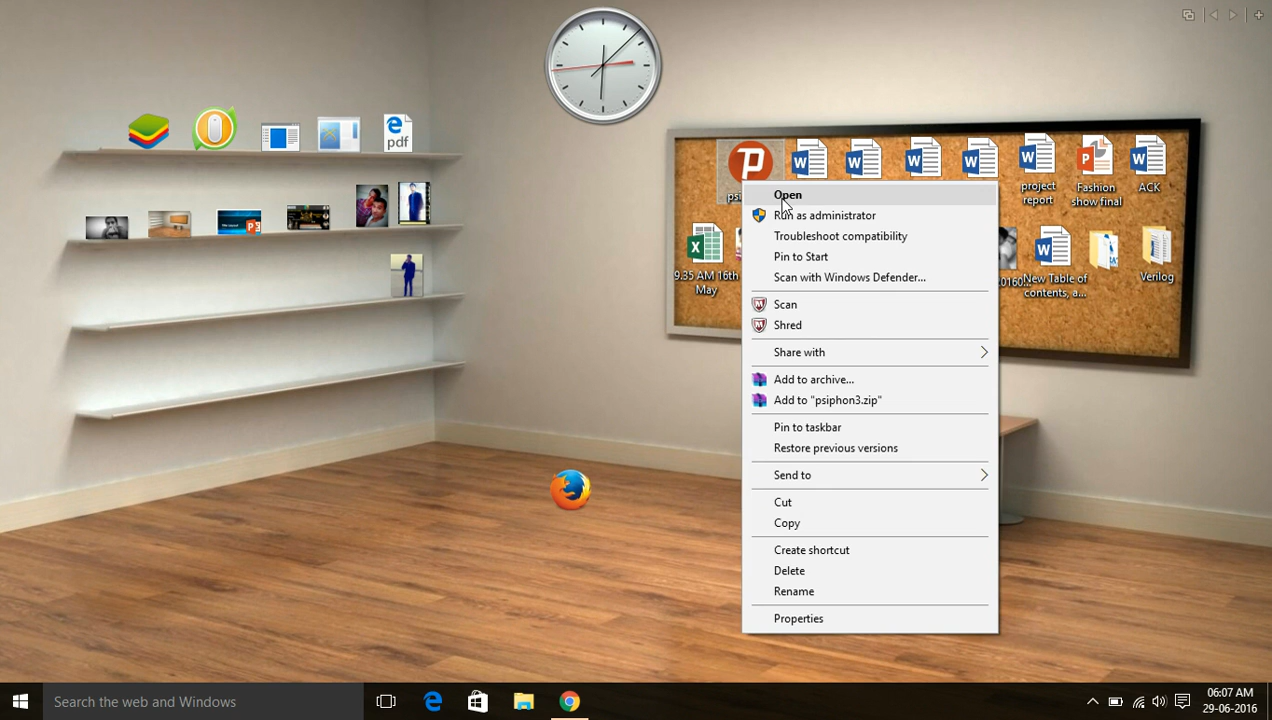 pdf
project
report
Fashion
show final
ACK
9.35 AM 16th
May
New Table of
contents, a...
Verilog
Open
Run as administrator
Troubleshoot compatibility
Pin to Start
Scan with Windows Defender...
Scan
Shred
Share with
Add to archive...
Add to "psiphon3.zip"
Pin to taskbar
Restore previous versions
Send to
Cut
Copy
Create shortcut
Delete
Rename
Properties
Search the web and Windows
06:07 AM
29-06-2016